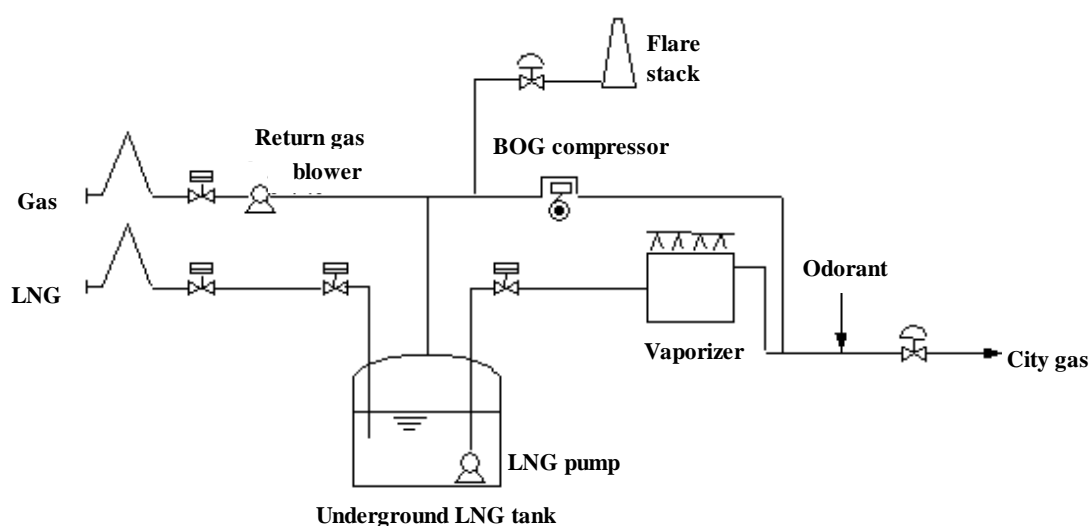 Flare
stack
Return gas
blower
BOG compressor
Gas
LNG
Odorant
Vaporizer
City gas
LNG pump
Underground LNG tank